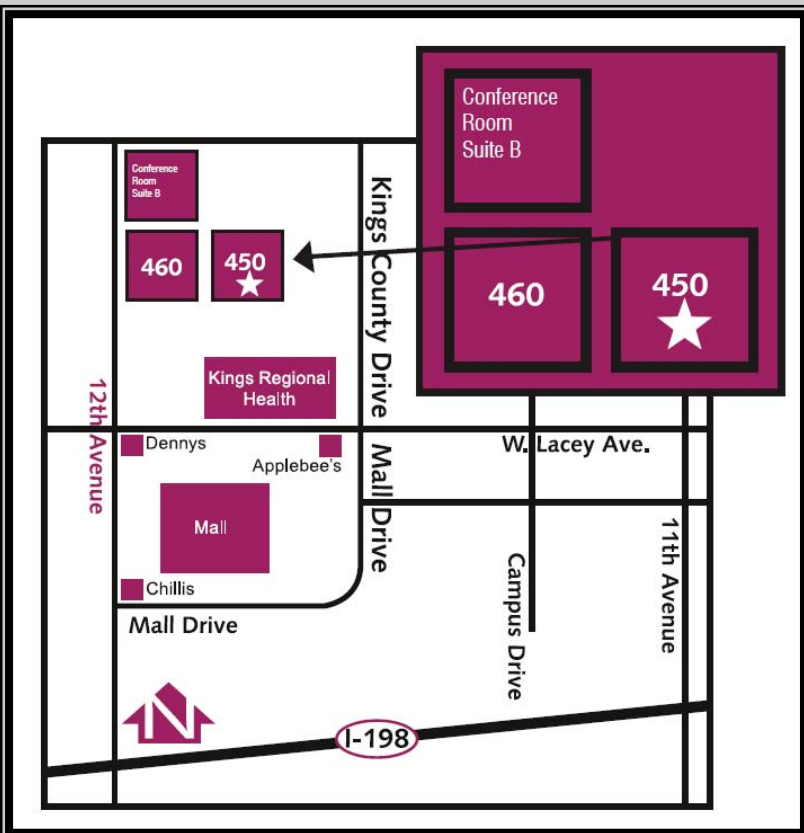 Conference
Room
Suite B
460
450
Conference
Room
Suite B
460
450
Kings County Drive
Kings Regional
Health
12th Avenue
Dennys
Applebee's
W. Lacey Ave.
Mall Drive
Mall
Chillis
Mall Drive
Campus Drive
11th Avenue
N
I-198